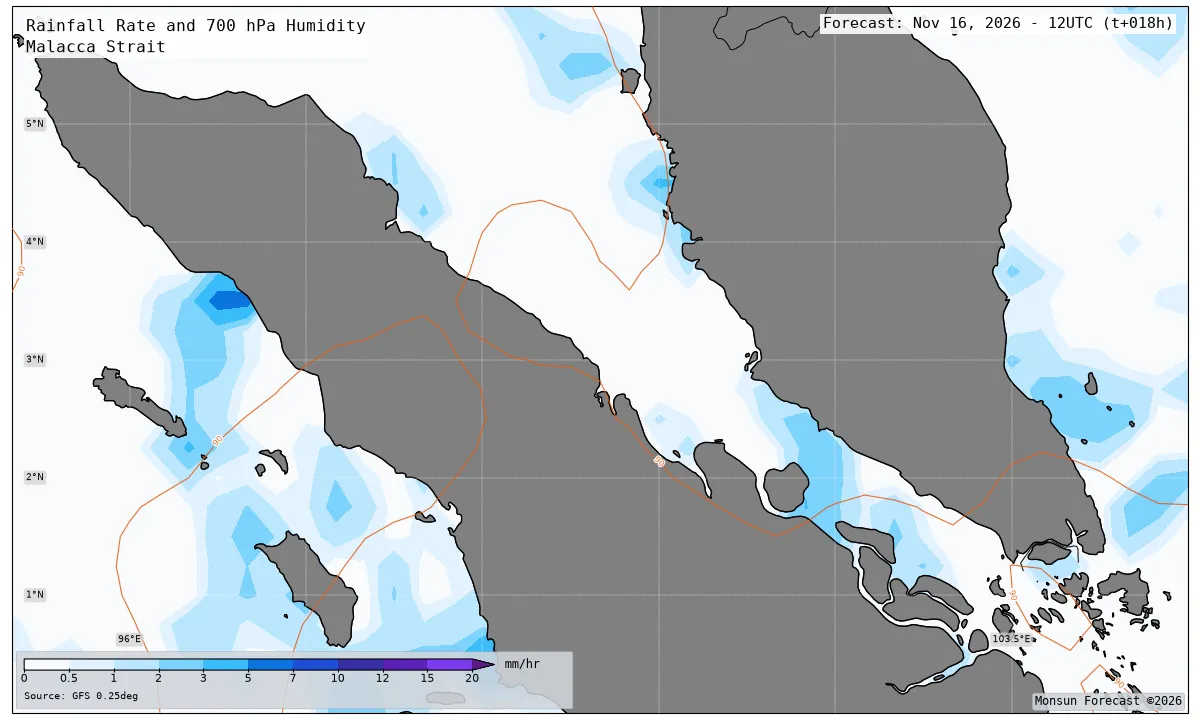 Rainfall Rate and 700 hPa Humidity
Malacca Strait
Forecast: Nov 16, 2026 - 12UTC (t+018h)
5°N
4°N
90
3°N
90
90
2°N
1°N
90
96°E
103.5°E
90
mm/hr
0 0.5 1 2 3 5 7 10 12 15 20
Source: GFS 0.25deg
Monsun Forecast ©2026